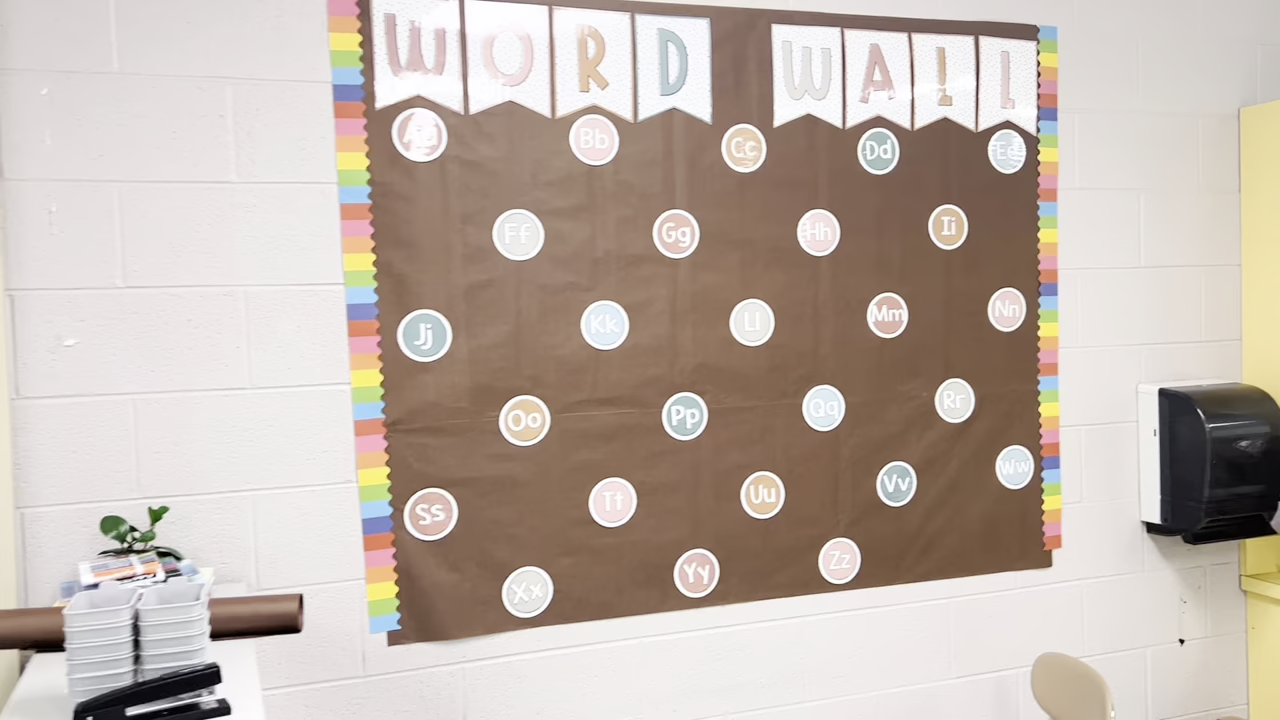 WORD WALL
Aa Bb Cc Dd Ee
Ff Gg Hh Ii
Jj Kk Ll Mm Nn
Oo Pp Qq Rr
Ss Tt Uu Vv Ww
Xx Yy Zz